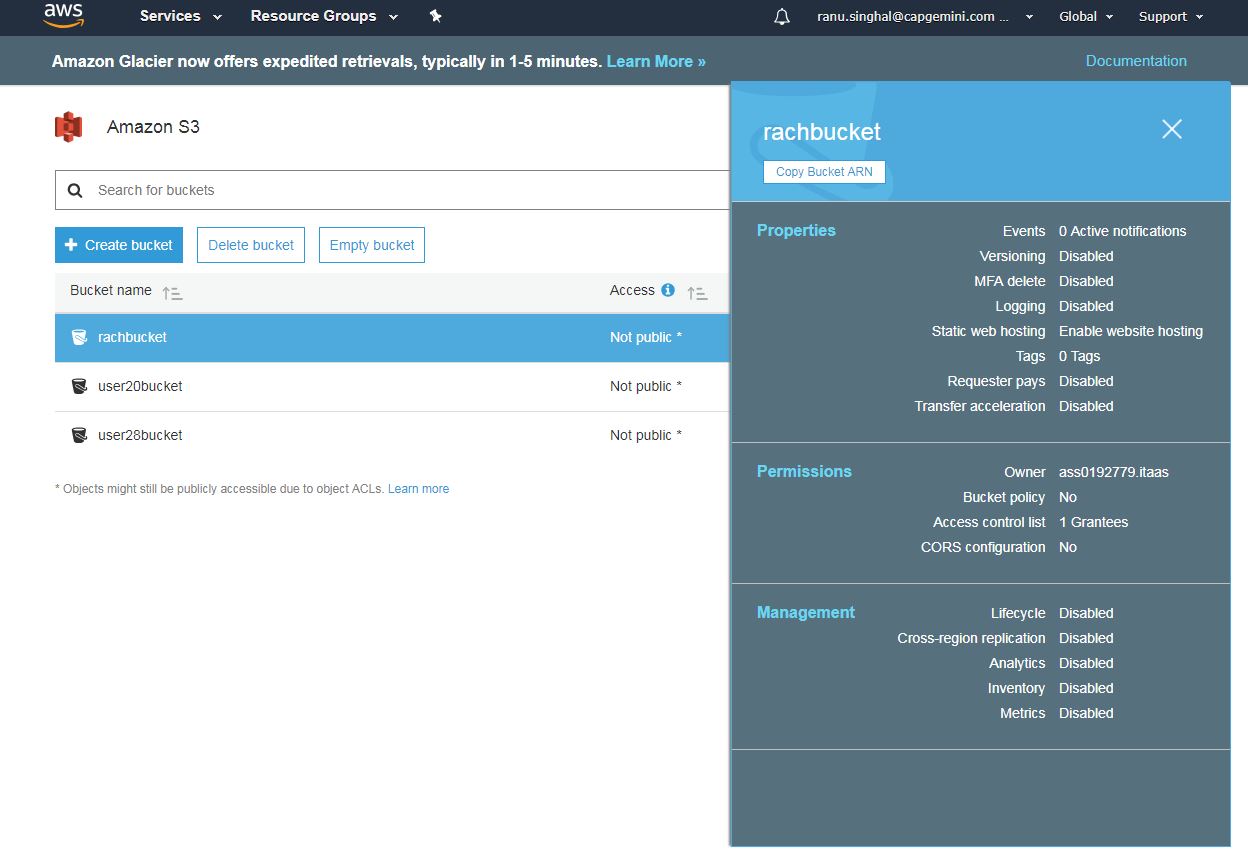 aws Services Resource Groups ranu.singhal@capgemini.com ... Global Support
Amazon Glacier now offers expedited retrievals, typically in 1-5 minutes. Learn More » Documentation
Amazon S3
Search for buckets
Create bucket Delete bucket Empty bucket
Bucket name Access
rachbucket Not public *
user20bucket Not public *
user28bucket Not public *
* Objects might still be publicly accessible due to object ACLs. Learn more
rachbucket
Copy Bucket ARN
Properties
Events 0 Active notifications
Versioning Disabled
MFA delete Disabled
Logging Disabled
Static web hosting Enable website hosting
Tags 0 Tags
Requester pays Disabled
Transfer acceleration Disabled
Permissions
Owner ass0192779.itaas
Bucket policy No
Access control list 1 Grantees
CORS configuration No
Management
Lifecycle Disabled
Cross-region replication Disabled
Analytics Disabled
Inventory Disabled
Metrics Disabled